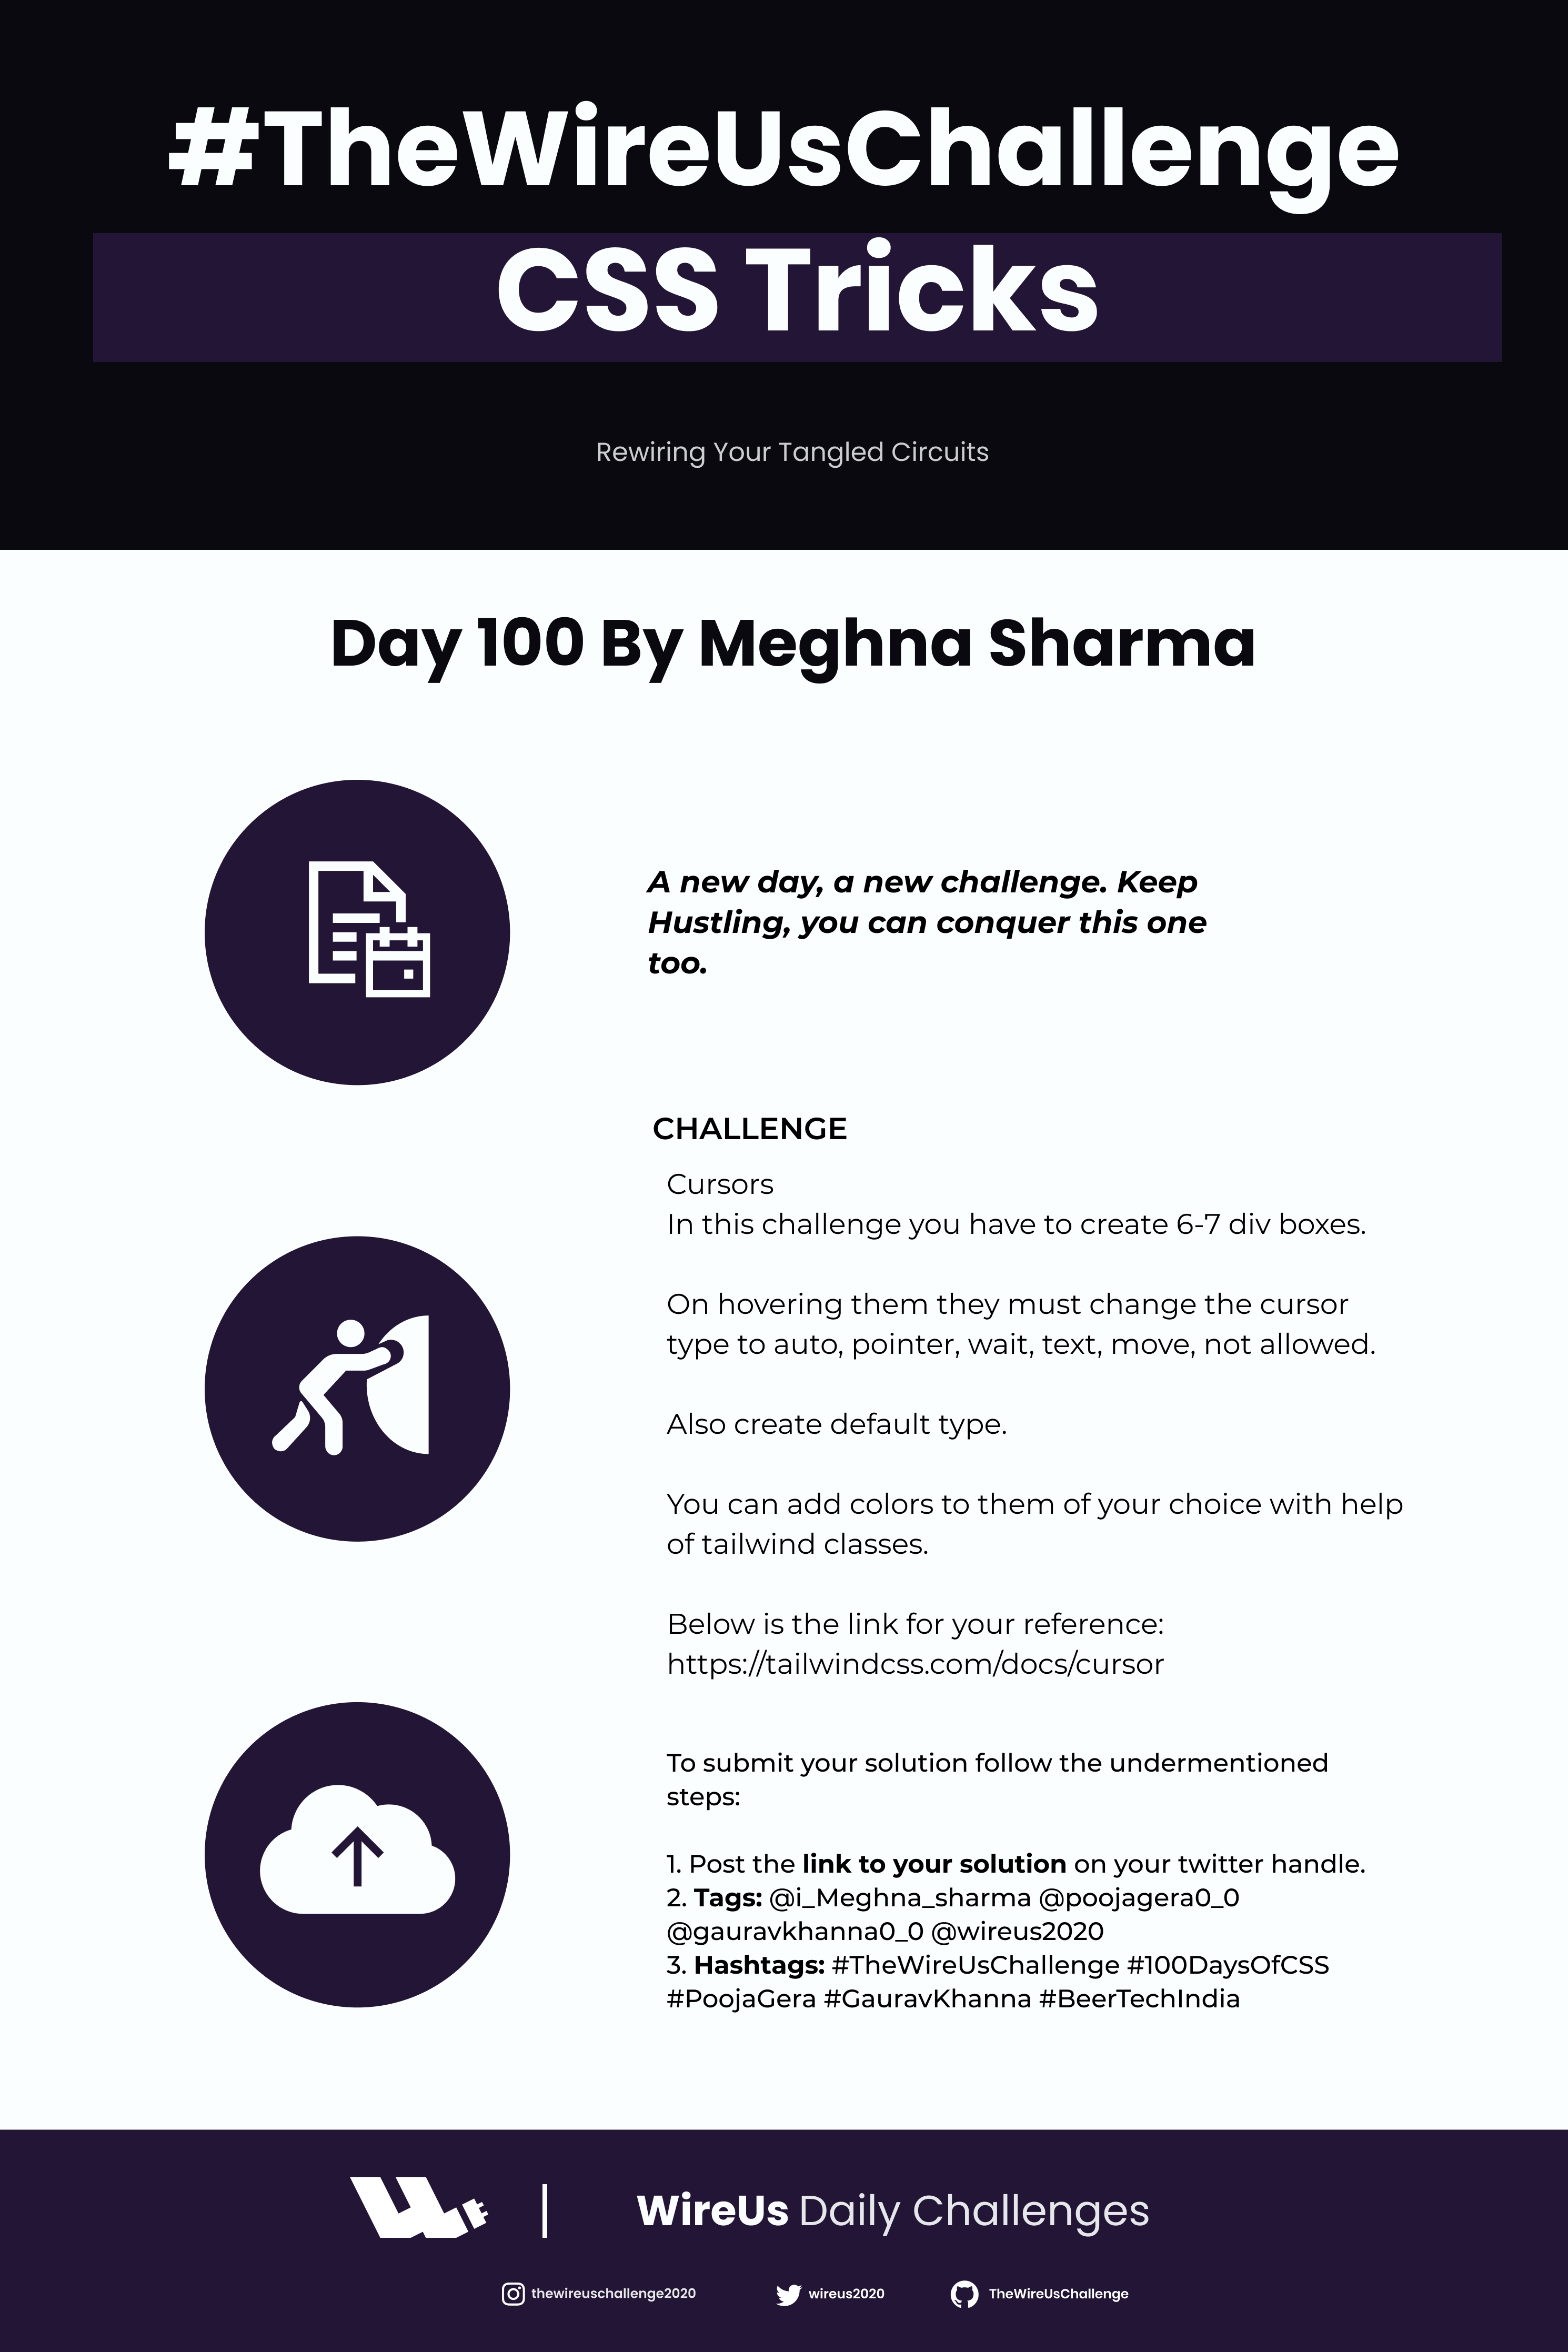 #TheWireUsChallenge
CSS Tricks
Rewiring Your Tangled Circuits
Day 100 By Meghna Sharma
A new day, a new challenge. Keep
Hustling, you can conquer this one
too.
CHALLENGE
Cursors
In this challenge you have to create 6-7 div boxes.
On hovering them they must change the cursor
type to auto, pointer, wait, text, move, not allowed.
Also create default type.
You can add colors to them of your choice with help
of tailwind classes.
Below is the link for your reference:
https://tailwindcss.com/docs/cursor
To submit your solution follow the undermentioned
steps:
1. Post the link to your solution on your twitter handle.
2. Tags: @i_Meghna_sharma @poojagera0_0
@gauravkhanna0_0 @wireus2020
3. Hashtags: #TheWireUsChallenge #100DaysOfCSS
#PoojaGera #GauravKhanna #BeerTechIndia
WireUs Daily Challenges
thewireuschallenge2020 wireus2020 TheWireUsChallenge